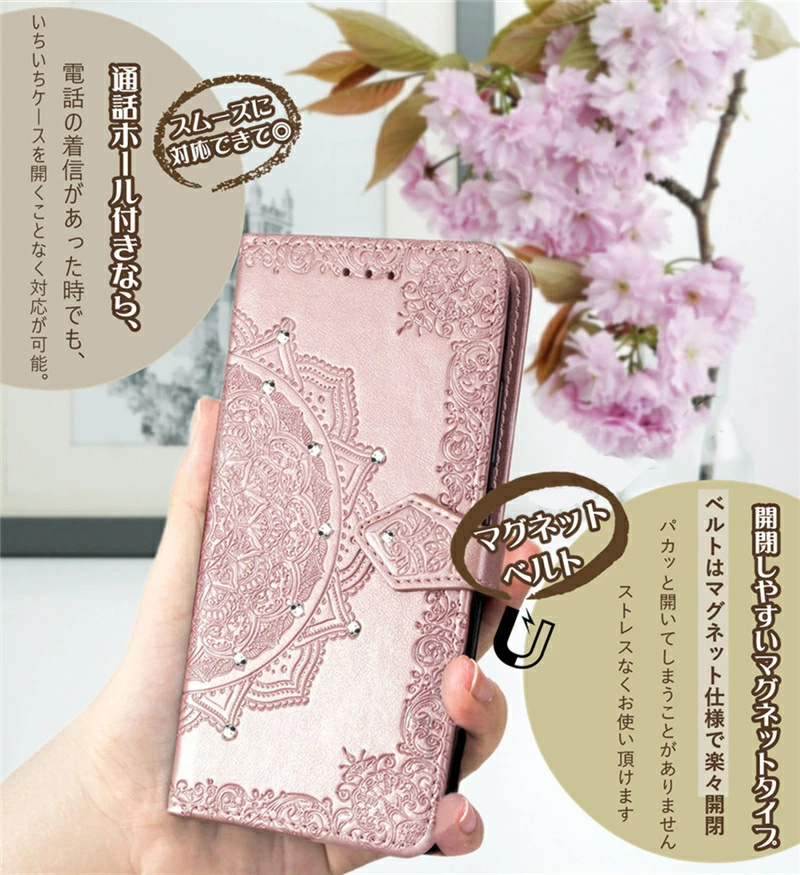 通話ホール付きなら、
電話の着信があった時でも、
いちいちケースを開くことなく対応が可能。
スムーズに
対応できて◎
マグネット
ベルト
開閉しやすいマグネットタイプ
ベルトはマグネット仕様で楽々開閉
パカッと開いてしまうことがありません
ストレスなくお使い頂けます